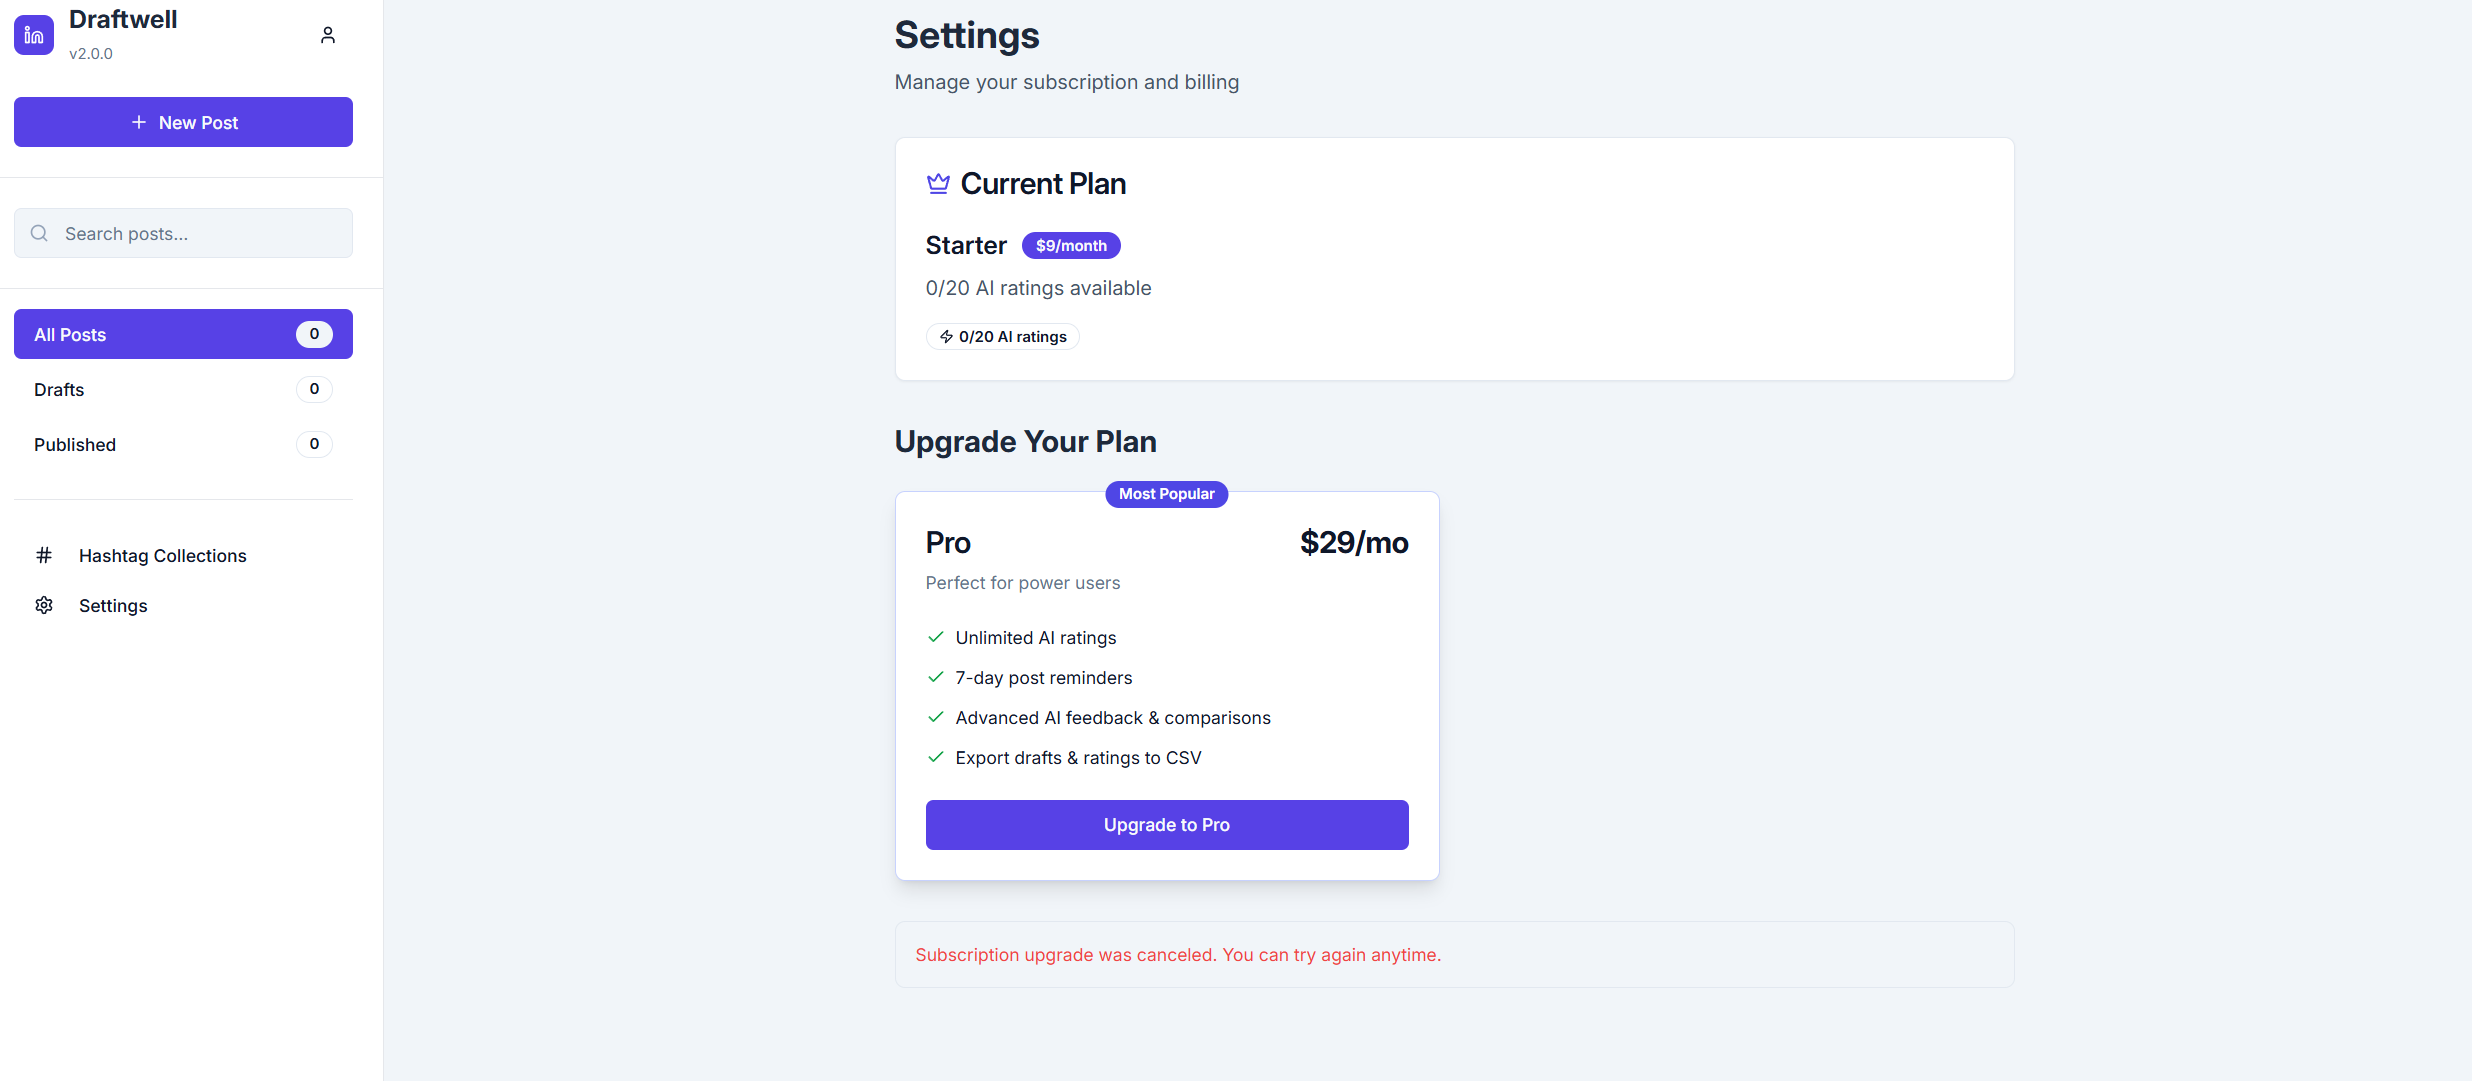 Draftwell
v2.0.0
New Post
Search posts...
All Posts 0
Drafts 0
Published 0
Hashtag Collections
Settings
Settings
Manage your subscription and billing
Current Plan
Starter $9/month
0/20 AI ratings available
0/20 AI ratings
Upgrade Your Plan
Most Popular
Pro $29/mo
Perfect for power users
Unlimited AI ratings
7-day post reminders
Advanced AI feedback & comparisons
Export drafts & ratings to CSV
Upgrade to Pro
Subscription upgrade was canceled. You can try again anytime.